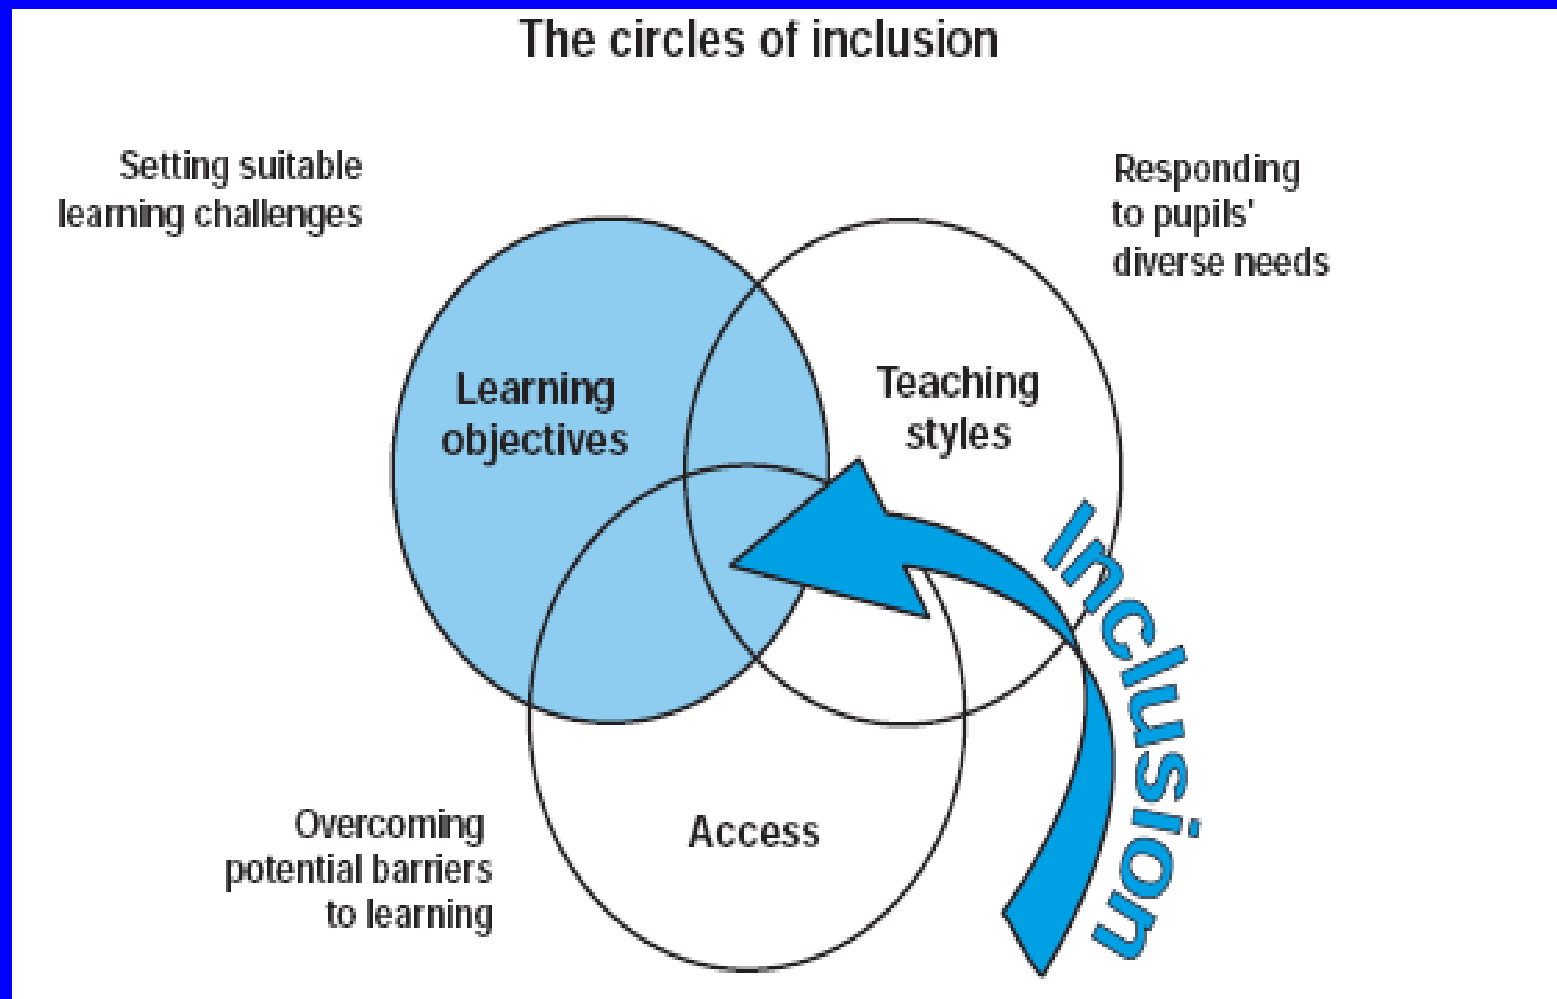 The circles of inclusion
Setting suitable
learning challenges
Responding
to pupils'
diverse needs
Learning
objectives
Teaching
styles
Inclusion
Access
Overcoming
potential barriers
to learning